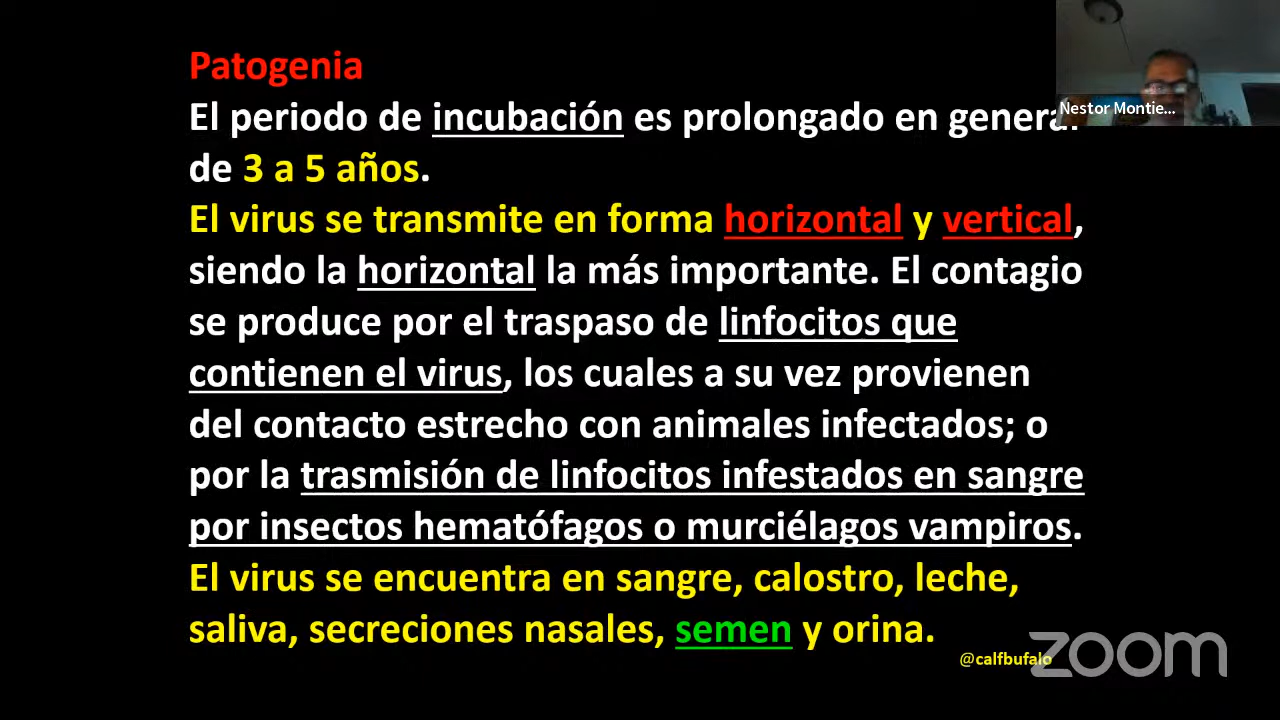 Patogenia
El periodo de incubación es prolongado en general
de 3 a 5 años.
El virus se transmite en forma horizontal y vertical,
siendo la horizontal la más importante. El contagio
se produce por el traspaso de linfocitos que
contienen el virus, los cuales a su vez provienen
del contacto estrecho con animales infectados; o
por la trasmisión de linfocitos infestados en sangre
por insectos hematófagos o murciélagos vampiros.
El virus se encuentra en sangre, calostro, leche,
saliva, secreciones nasales, semen y orina.
@calfbufalo
zoom
Nestor Montie...